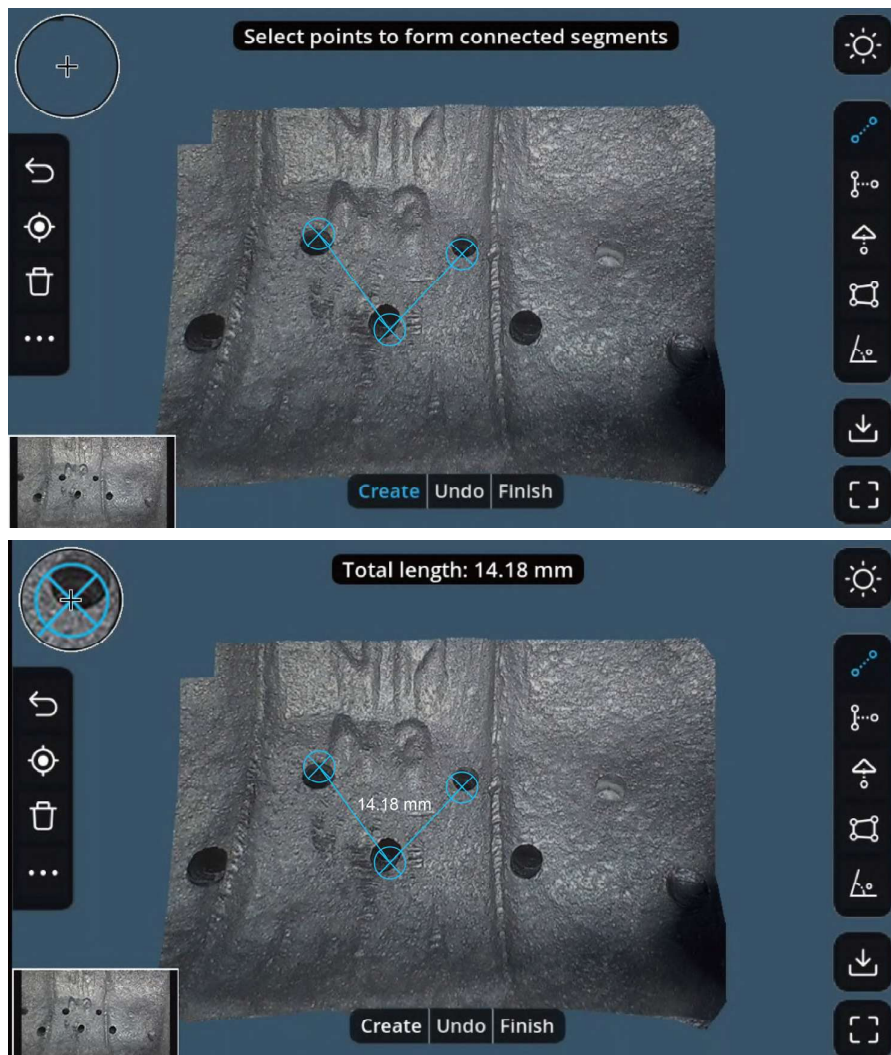 Select points to form connected segments
Create Undo Finish
Total length: 14.18 mm
14.18 mm
Create Undo Finish